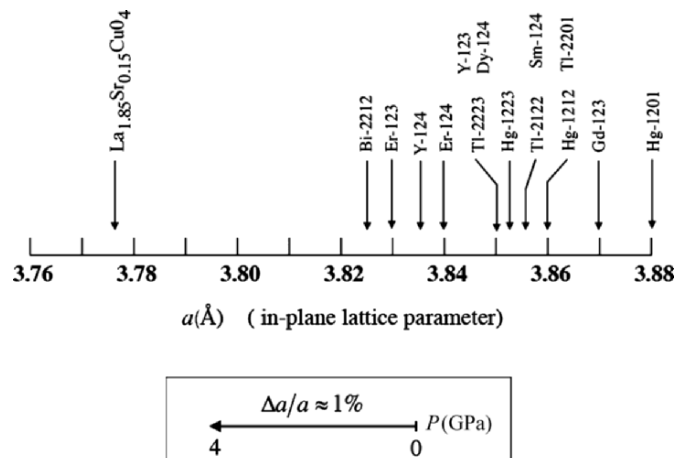 La1.85Sr0.15CuO4
Bi-2212
Er-123
Y-124
Er-124
Y-123
Dy-124
Tl-2223
Hg-1223
Sm-124
Tl-2122
Tl-2201
Hg-1212
Gd-123
Hg-1201
3.76 3.78 3.80 3.82 3.84 3.86 3.88
a(Å) ( in-plane lattice parameter)
Δa/a ≈ 1%
P(GPa)
4 0